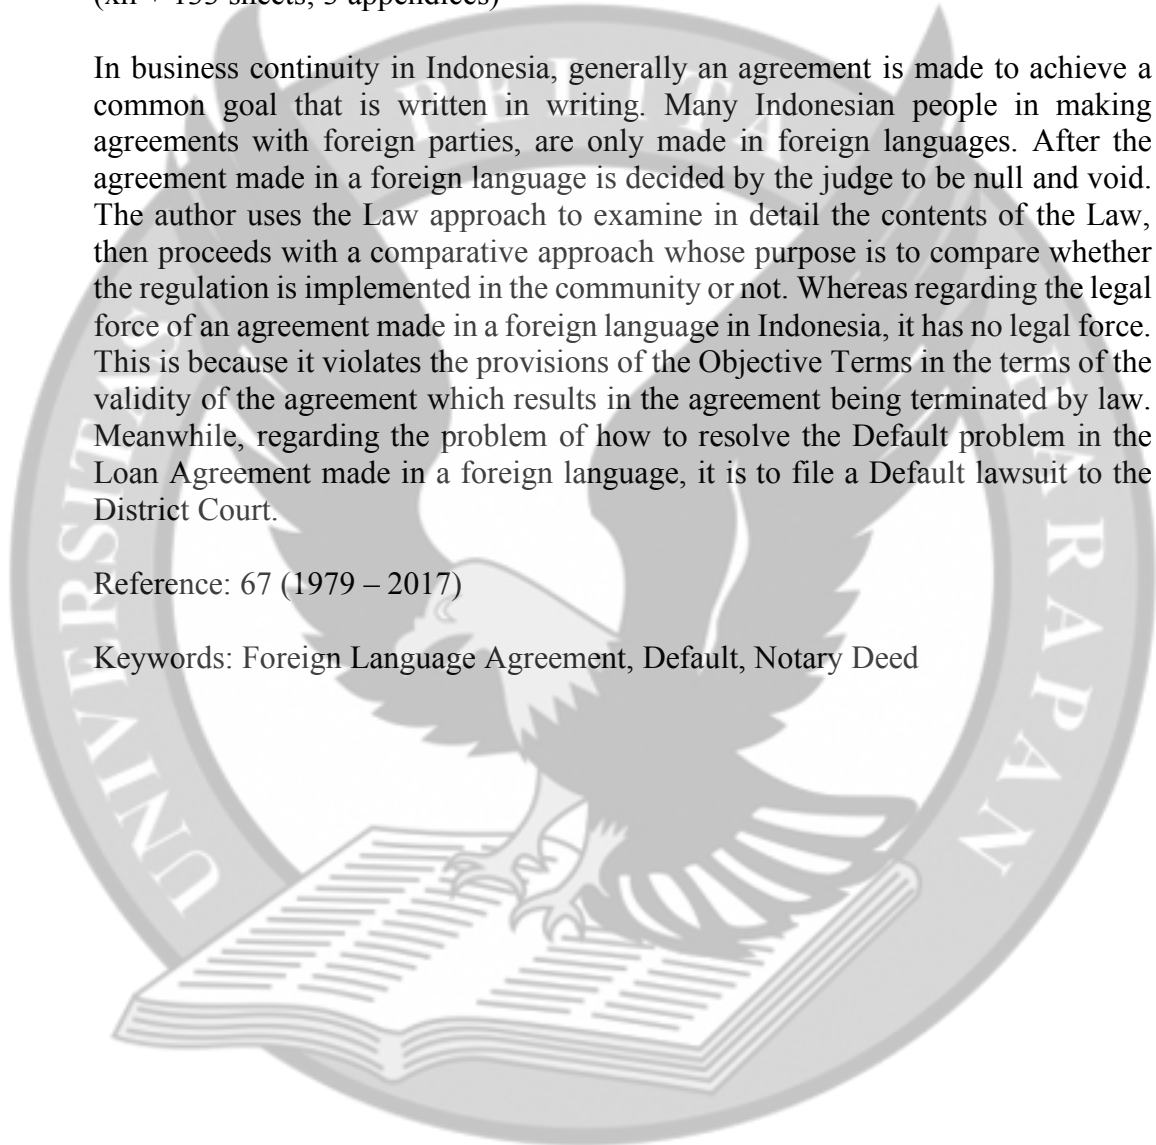 (xii + sheets; appendices)
In business continuity in Indonesia, generally an agreement is made to achieve a
common goal that is written in writing. Many Indonesian people in making
agreements with foreign parties, are only made in foreign languages. After the
agreement made in a foreign language is decided by the judge to be null and void.
The author uses the Law approach to examine in detail the contents of the Law,
then proceeds with a comparative approach whose purpose is to compare whether
the regulation is implemented in the community or not. Whereas regarding the legal
force of an agreement made in a foreign language in Indonesia, it has no legal force.
This is because it violates the provisions of the Objective Terms in the terms of the
validity of the agreement which results in the agreement being terminated by law.
Meanwhile, regarding the problem of how to resolve the Default problem in the
Loan Agreement made in a foreign language, it is to file a Default lawsuit to the
District Court.
Reference: 67 (1979 – 2017)
Keywords: Foreign Language Agreement, Default, Notary Deed
UNIVERSITAS PELITA HARAPAN